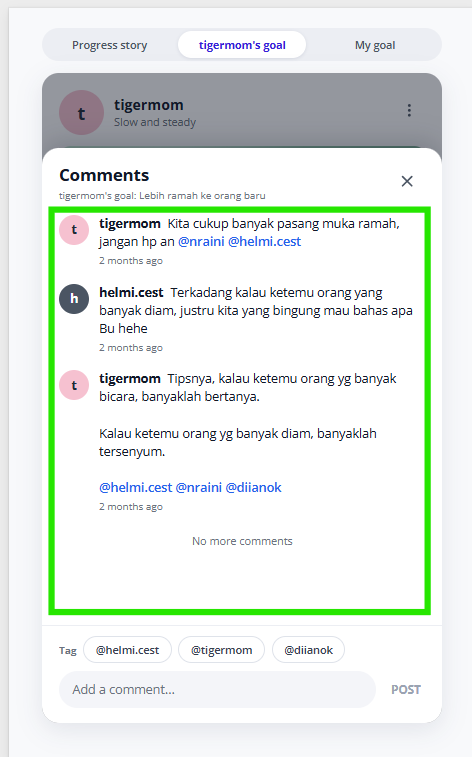 Progress story
tigermom's goal
My goal
t
tigermom
Slow and steady
Comments
tigermom's goal: Lebih ramah ke orang baru
t
tigermom Kita cukup banyak pasang muka ramah,
jangan hp an @nraini @helmi.cest
2 months ago
h
helmi.cest Terkadang kalau ketemu orang yang
banyak diam, justru kita yang bingung mau bahas apa
Bu hehe
2 months ago
t
tigermom Tipsnya, kalau ketemu orang yg banyak
bicara, banyaklah bertanya.
Kalau ketemu orang yg banyak diam, banyaklah
tersenyum.
@helmi.cest @nraini @diianok
2 months ago
No more comments
Tag
@helmi.cest
@tigermom
@diianok
Add a comment...
POST